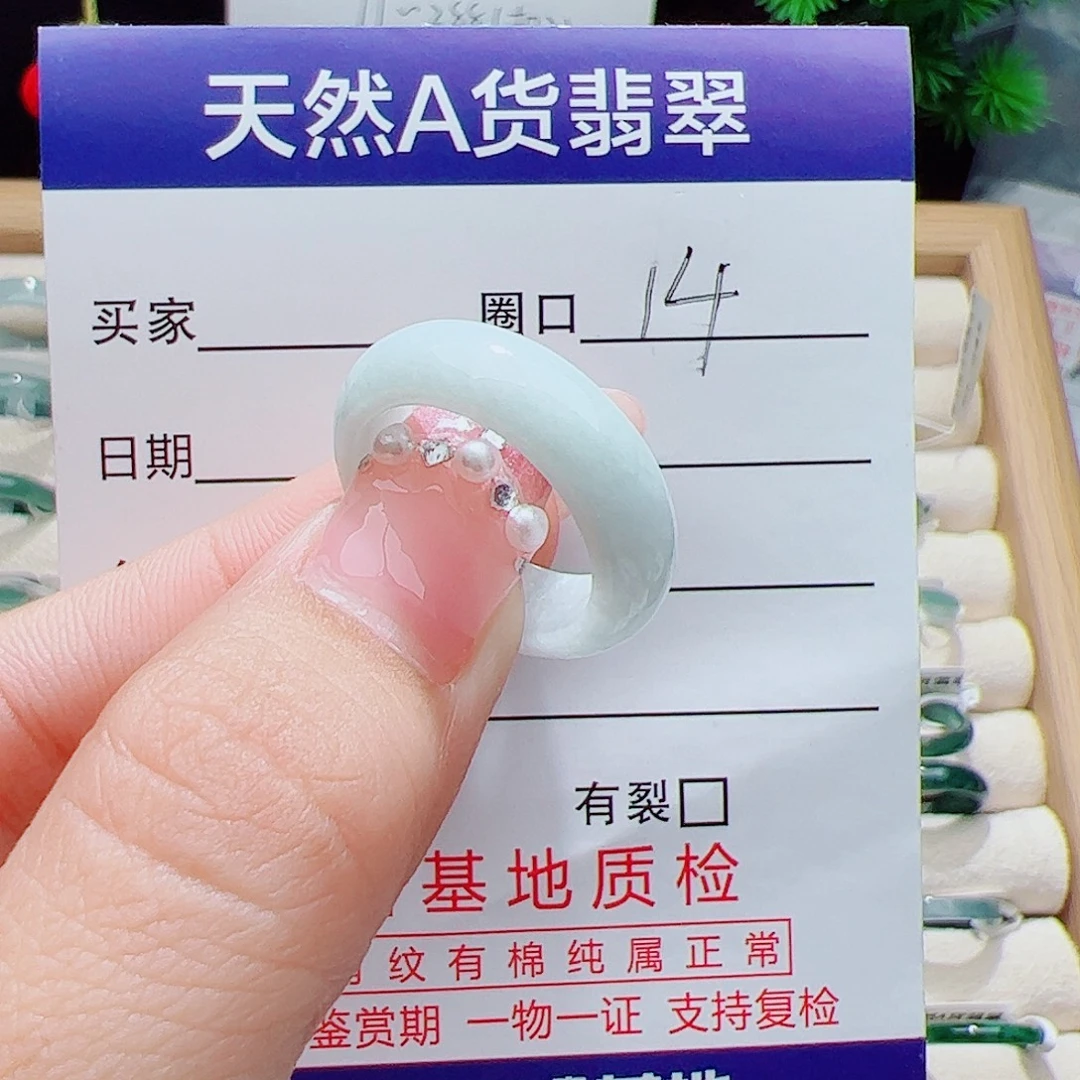 天然A货翡翠
买家 圈口 14
日期
有裂□
基地质检
纹有棉纯属正常
鉴赏期 一物一证 支持复检